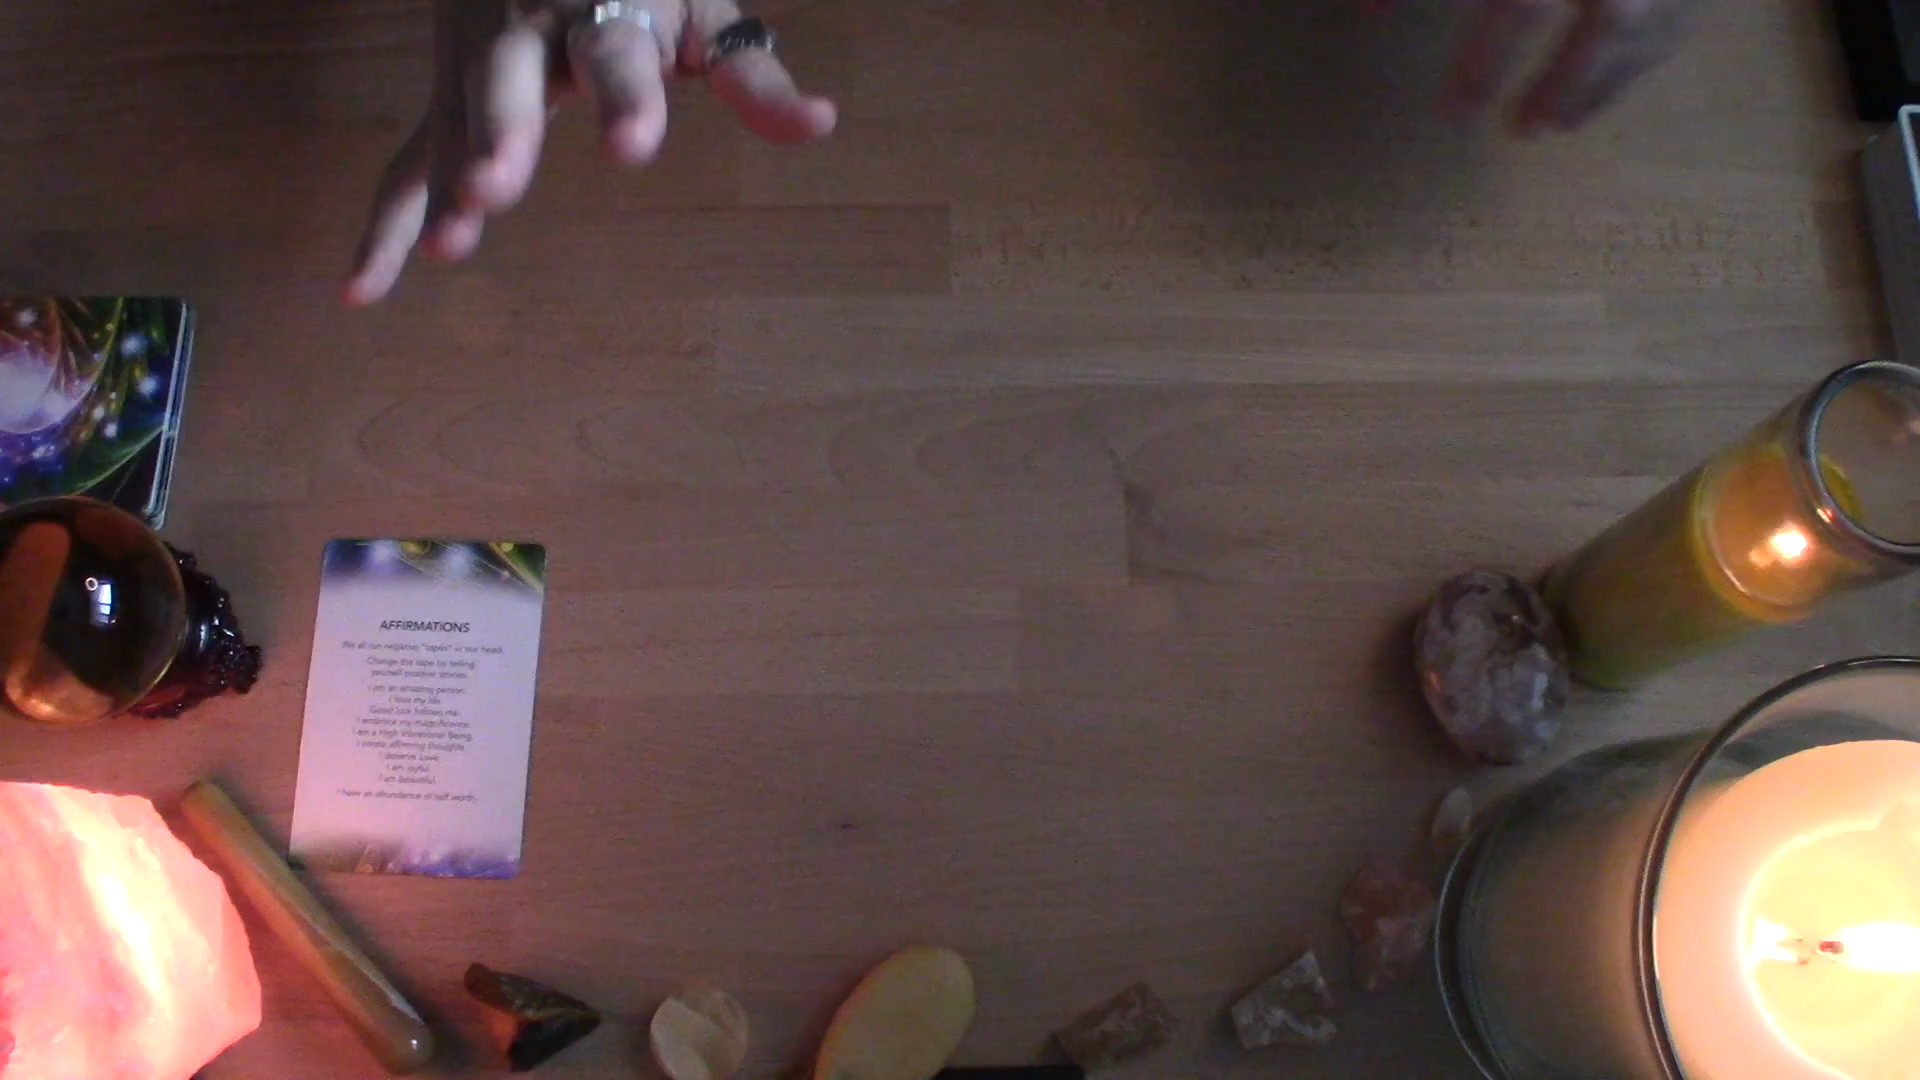 AFFIRMATIONS
We all run negative "tapes" in our head.
Change the tape by telling
yourself positive stories.
I am an amazing person.
I love my life.
Good luck follows me.
I embrace my magnificence.
I am a High Vibrational Being.
I create affirming thoughts.
I deserve Love.
I am joyful.
I am beautiful.
I have an abundance of self worth.